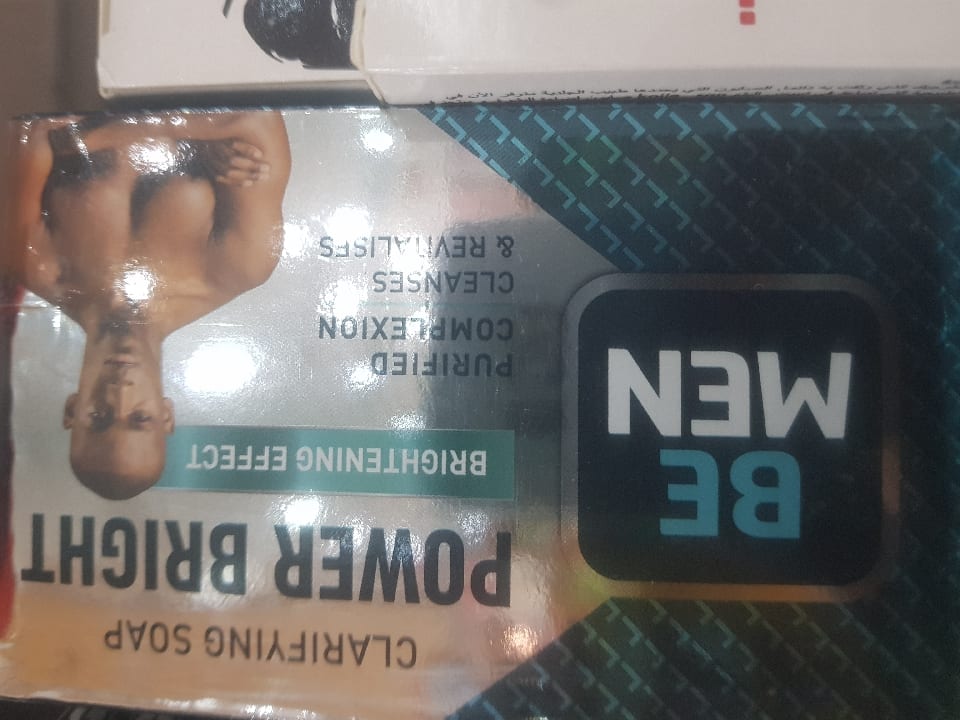 BE
MEN
CLARIFYING SOAP
POWER BRIGHT
BRIGHTENING EFFECT
PURIFIED
COMPLEXION
CLEANSES
& REVITALISES